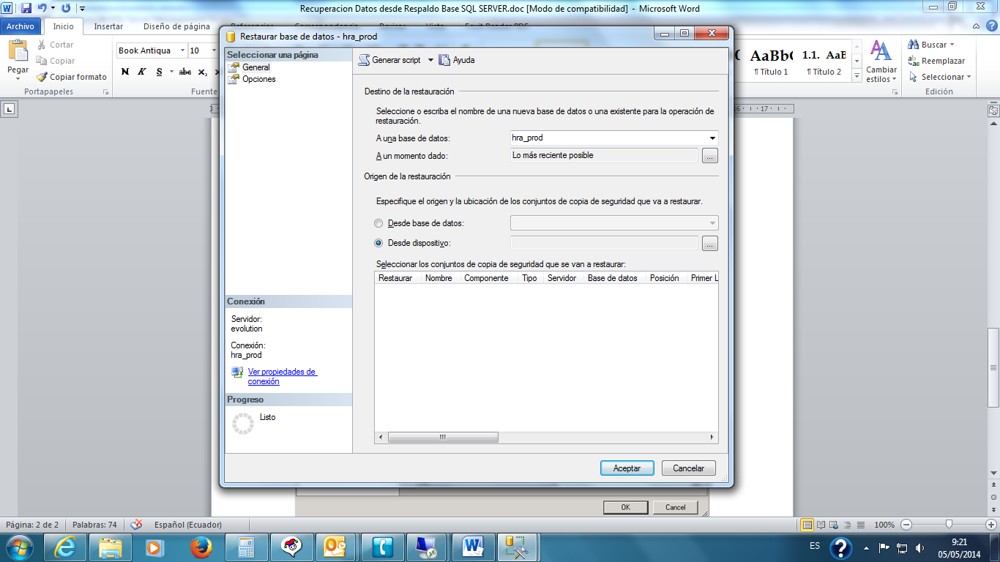 Recuperacion Datos desde Respaldo Base SQL SERVER.doc [Modo de compatibilidad] - Microsoft Word
Archivo Inicio Insertar Diseño de página
Pegar
Cortar
Copiar
Copiar formato
Portapapeles
Book Antiqua 10
N K S abc x₂
Fuente
1.1. AaB
¶ Título 1 ¶ Título 2
Cambiar estilos
Buscar
Reemplazar
Seleccionar
Edición
Restaurar base de datos - hra_prod
Seleccionar una página
General
Opciones
Generar script Ayuda
Destino de la restauración
Seleccione o escriba el nombre de una nueva base de datos o una existente para la operación de
restauración.
A una base de datos: hra_prod
A un momento dado: Lo más reciente posible ...
Origen de la restauración
Especifique el origen y la ubicación de los conjuntos de copia de seguridad que va a restaurar.
Desde base de datos:
Desde dispositivo: ...
Seleccionar los conjuntos de copia de seguridad que se van a restaurar:
Restaurar Nombre Componente Tipo Servidor Base de datos Posición Primer L
Conexión
Servidor:
evolution
Conexión:
hra_prod
Ver propiedades de
conexión
Progreso
Listo
Aceptar Cancelar
OK Cancel
16 17
Página: 2 de 2 Palabras: 74 Español (Ecuador) 100%
ES
9:21
05/05/2014